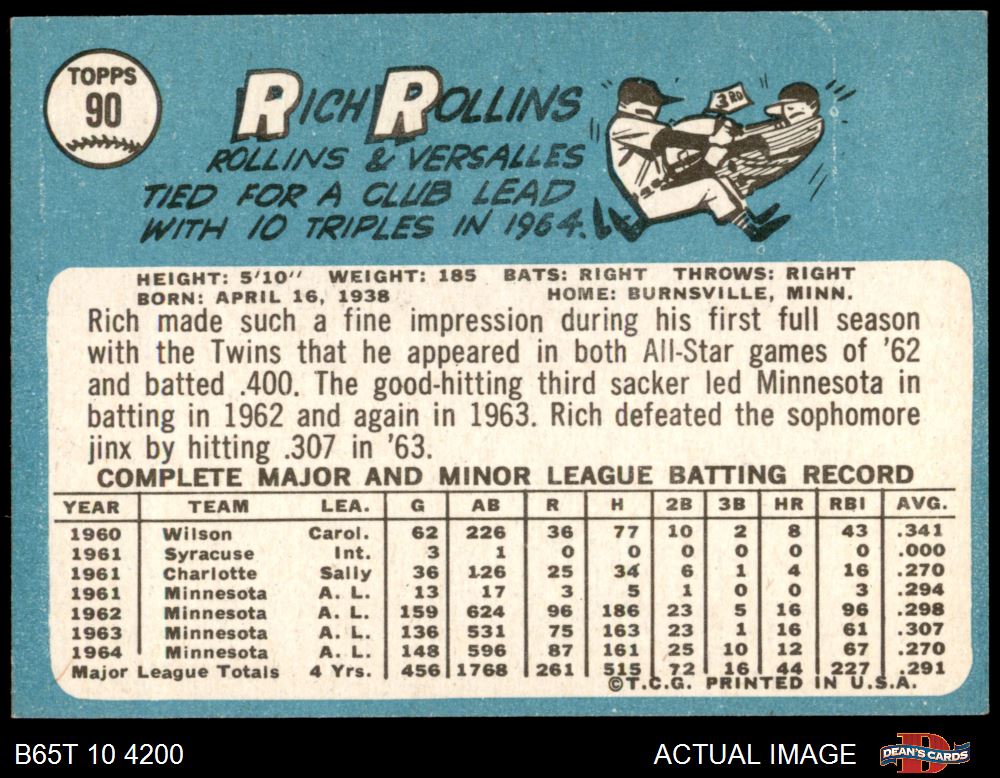 TOPPS
90
RICH ROLLINS
3RD
ROLLINS & VERSALLES
TIED FOR A CLUB LEAD
WITH 10 TRIPLES IN 1964.
HEIGHT: 5'10" WEIGHT: 185 BATS: RIGHT THROWS: RIGHT
BORN: APRIL 16, 1938 HOME: BURNSVILLE, MINN.
Rich made such a fine impression during his first full season
with the Twins that he appeared in both All-Star games of '62
and batted .400. The good-hitting third sacker led Minnesota in
batting in 1962 and again in 1963. Rich defeated the sophomore
jinx by hitting .307 in '63.
COMPLETE MAJOR AND MINOR LEAGUE BATTING RECORD
YEAR TEAM LEA. G AB R H 2B 3B HR RBI AVG.
1960 Wilson Carol. 62 226 36 77 10 2 8 43 .341
1961 Syracuse Int. 3 1 0 0 0 0 0 0 .000
1961 Charlotte Sally 36 126 25 34 6 1 4 16 .270
1961 Minnesota A. L. 13 17 3 5 1 0 0 3 .294
1962 Minnesota A. L. 159 624 96 186 23 5 16 96 .298
1963 Minnesota A. L. 136 531 75 163 23 1 16 61 .307
1964 Minnesota A. L. 148 596 87 161 25 10 12 67 .270
Major League Totals 4 Yrs. 456 1768 261 515 72 16 44 227 .291
©T.C.G. PRINTED IN U.S.A.
B65T 10 4200 ACTUAL IMAGE DEAN'S CARDS